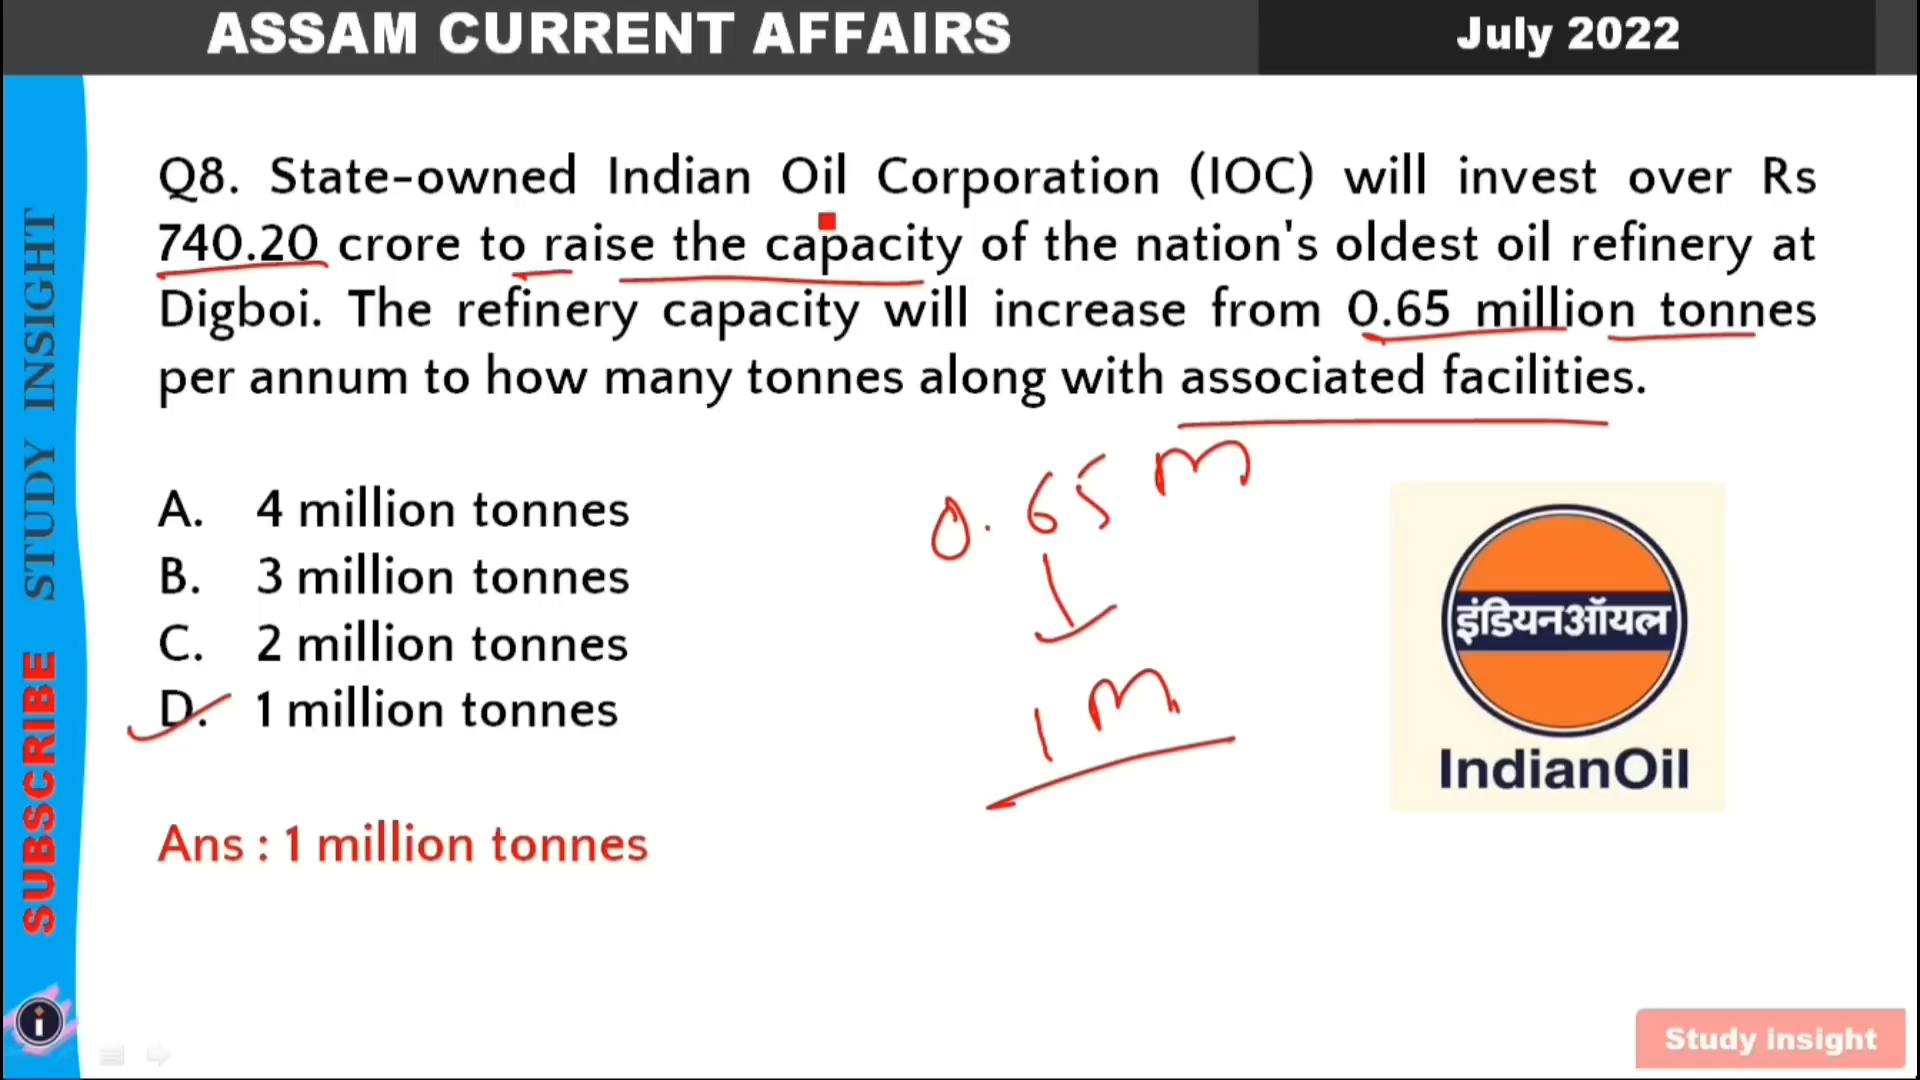 ASSAM CURRENT AFFAIRS
July 2022
Q8. State-owned Indian Oil Corporation (IOC) will invest over Rs
740.20 crore to raise the capacity of the nation's oldest oil refinery at
Digboi. The refinery capacity will increase from 0.65 million tonnes
per annum to how many tonnes along with associated facilities.
A. 4 million tonnes
B. 3 million tonnes
C. 2 million tonnes
D. 1 million tonnes
Ans : 1 million tonnes
0.65 m
1 m
इंडियनऑयल
IndianOil
SUBSCRIBE STUDY INSIGHT
i
Study insight